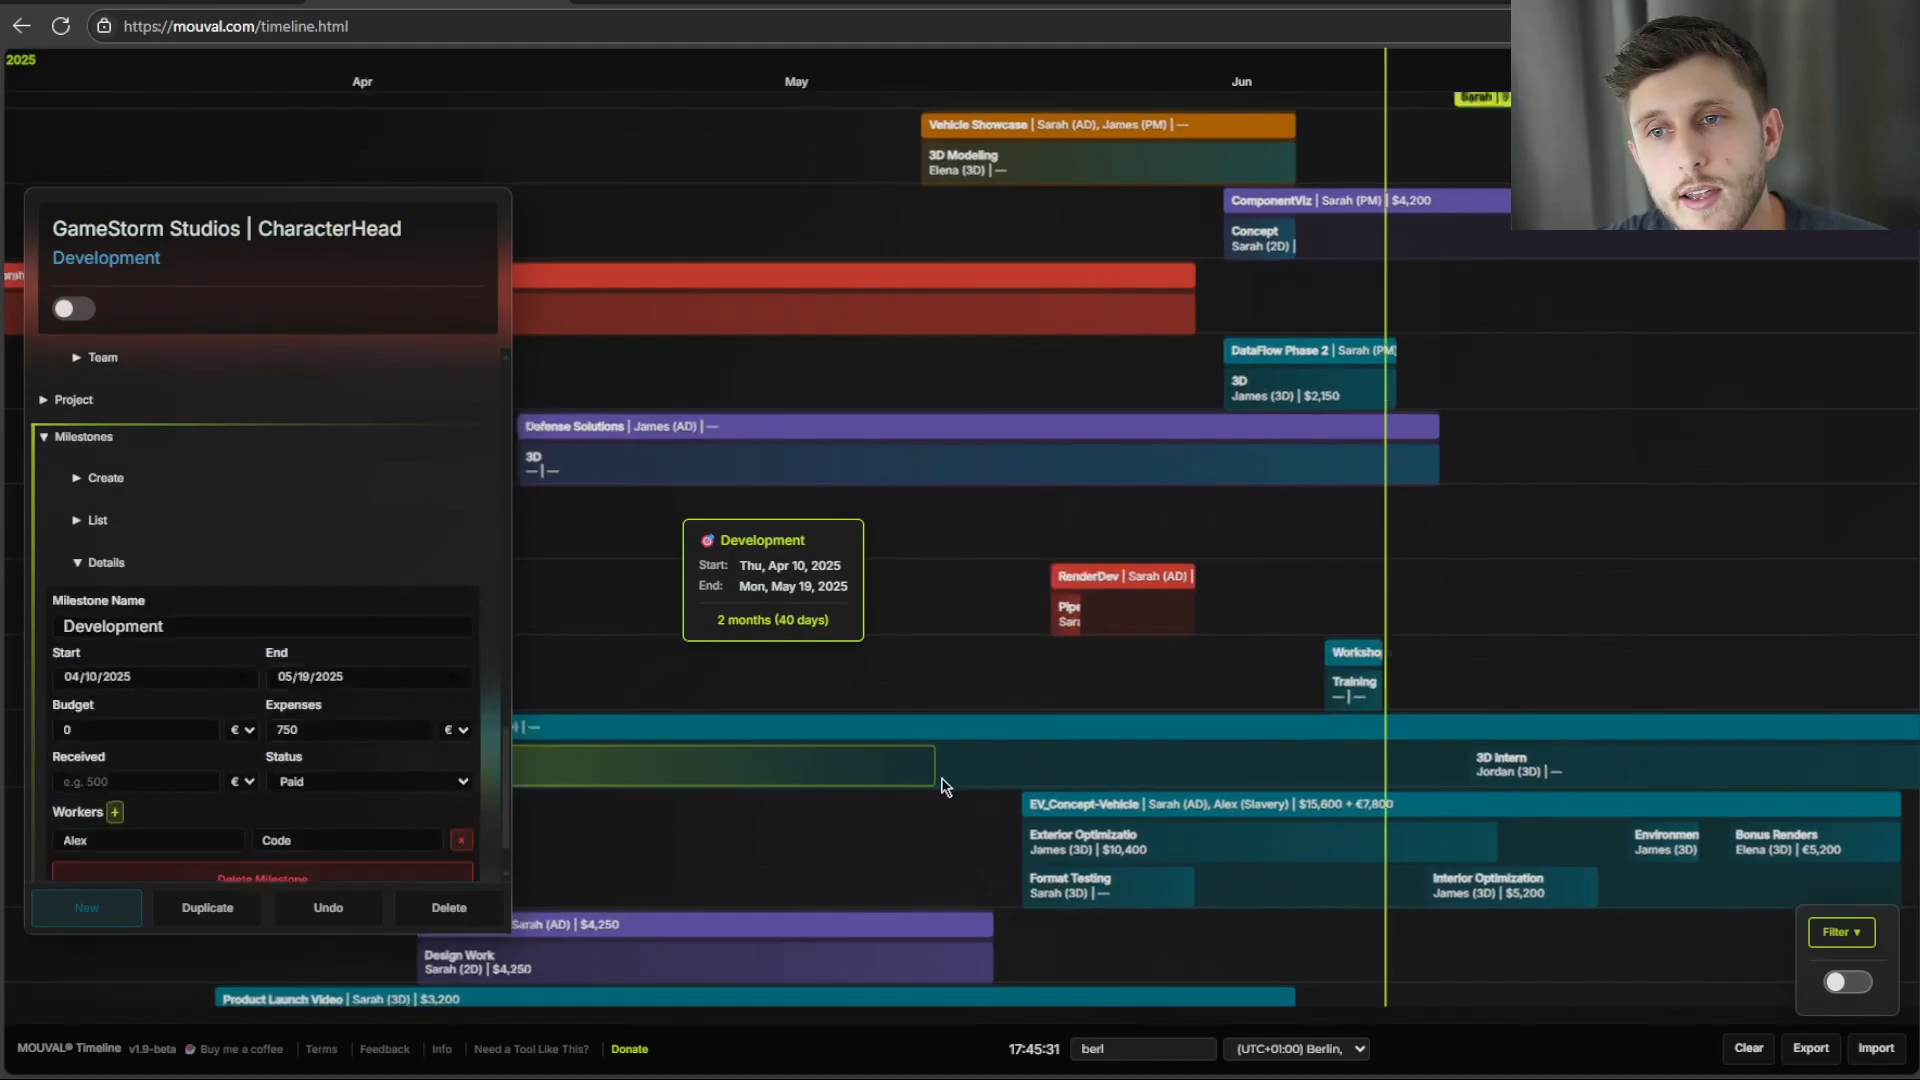 https://mouval.com/timeline.html
2025
Apr
May
Jun
Sarah |
Vehicle Showcase | Sarah (AD), James (PM) | —
3D Modeling
Elena (3D) | —
ComponentViz | Sarah (PM) | $4,200
Concept
Sarah (2D) |
GameStorm Studios | CharacterHead
Development
Team
Project
Milestones
Create
List
Details
Milestone Name
Development
Start
End
04/10/2025
05/19/2025
Budget
Expenses
0
€
750
€
Received
Status
e.g. 500
€
Paid
Workers +
Alex
Code
×
Delete Milestone
New
Duplicate
Undo
Delete
DataFlow Phase 2 | Sarah (PM)
3D
James (3D) | $2,150
Defense Solutions | James (AD) | —
3D
— | —
Development
Start: Thu, Apr 10, 2025
End: Mon, May 19, 2025
2 months (40 days)
RenderDev | Sarah (AD) |
Pipe
Sara
Workshop
Training
— | —
| —
3D Intern
Jordan (3D) | —
EV_Concept-Vehicle | Sarah (AD), Alex (Slavery) | $15,600 + €7,800
Exterior Optimizatio
James (3D) | $10,400
Environmen
James (3D)
Bonus Renders
Elena (3D) | €5,200
Format Testing
Sarah (3D) | —
Interior Optimization
James (3D) | $5,200
Sarah (AD) | $4,250
Design Work
Sarah (2D) | $4,250
Product Launch Video | Sarah (3D) | $3,200
Filter ▾
MOUVAL® Timeline v1.9-beta Buy me a coffee | Terms | Feedback | Info | Need a Tool Like This? | Donate
17:45:31
berl
(UTC+01:00) Berlin,
Clear
Export
Import